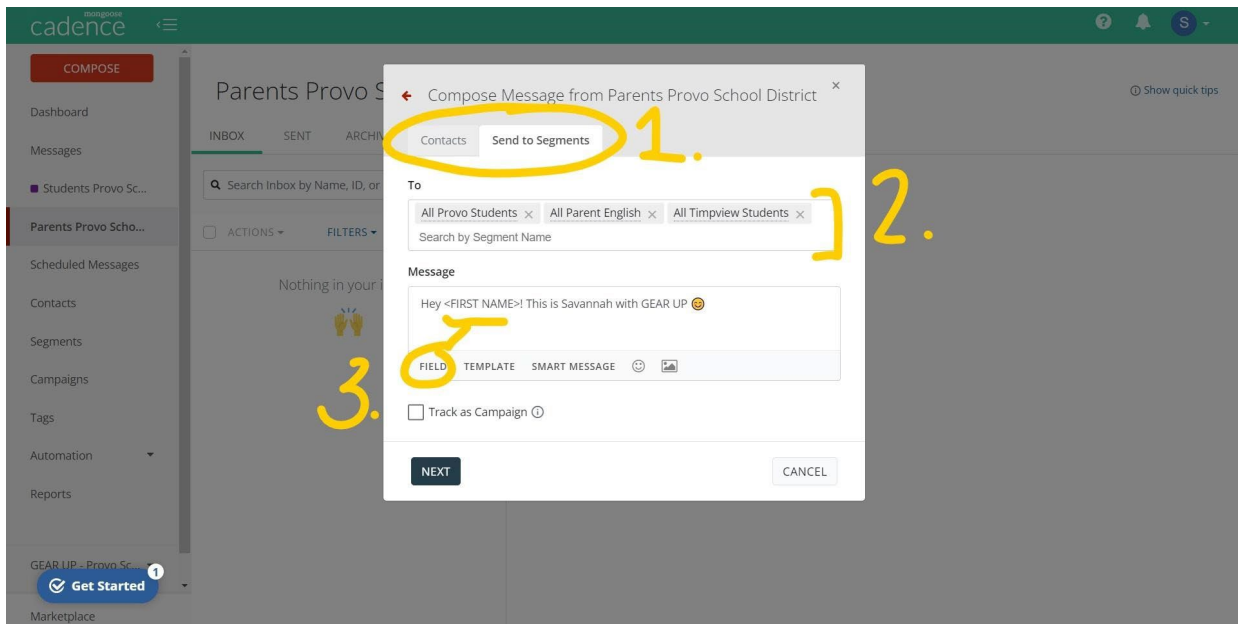 mongoose
cadence
S
COMPOSE
Dashboard
Messages
Students Provo Sc...
Parents Provo Scho...
Scheduled Messages
Contacts
Segments
Campaigns
Tags
Automation
Reports
GEAR UP - Provo Sc...
Get Started
1
Marketplace
Parents Provo S
Show quick tips
INBOX SENT ARCHIV
Search Inbox by Name, ID, or
ACTIONS FILTERS
Nothing in your i
Compose Message from Parents Provo School District
Contacts Send to Segments
1.
To
All Provo Students × All Parent English × All Timpview Students ×
Search by Segment Name
2.
Message
Hey <FIRST NAME>! This is Savannah with GEAR UP 😊
FIELD TEMPLATE SMART MESSAGE
3.
Track as Campaign
NEXT CANCEL